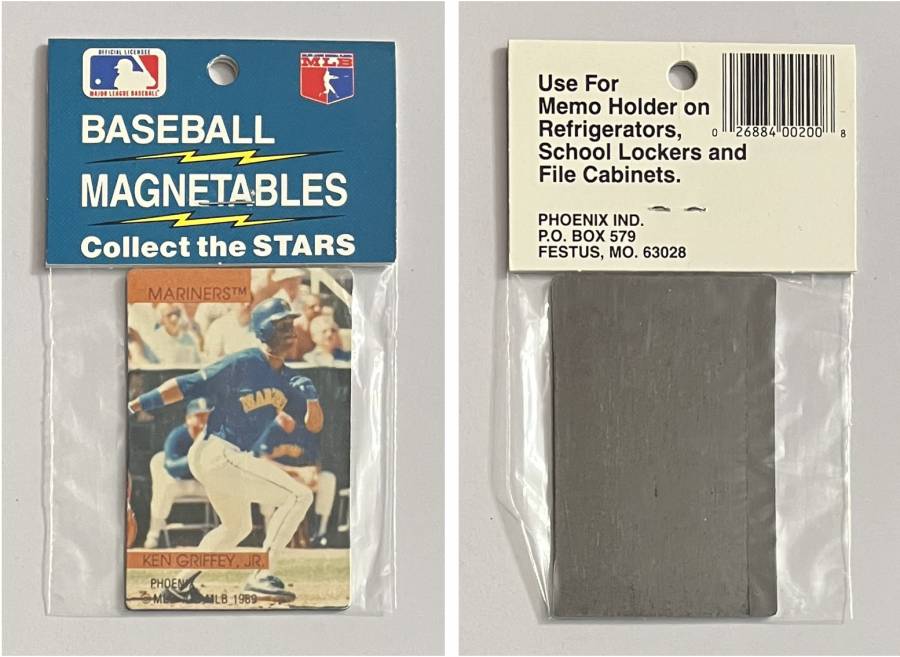 OFFICIAL LICENSEE
MAJOR LEAGUE BASEBALL
MLB
BASEBALL
MAGNETABLES
Collect the STARS
MARINERS™
KEN GRIFFEY, JR.
PHOENIX
MLB 1989
Use For
Memo Holder on
Refrigerators,
School Lockers and
File Cabinets.
0 26884 00200 8
PHOENIX IND.
P.O. BOX 579
FESTUS, MO. 63028